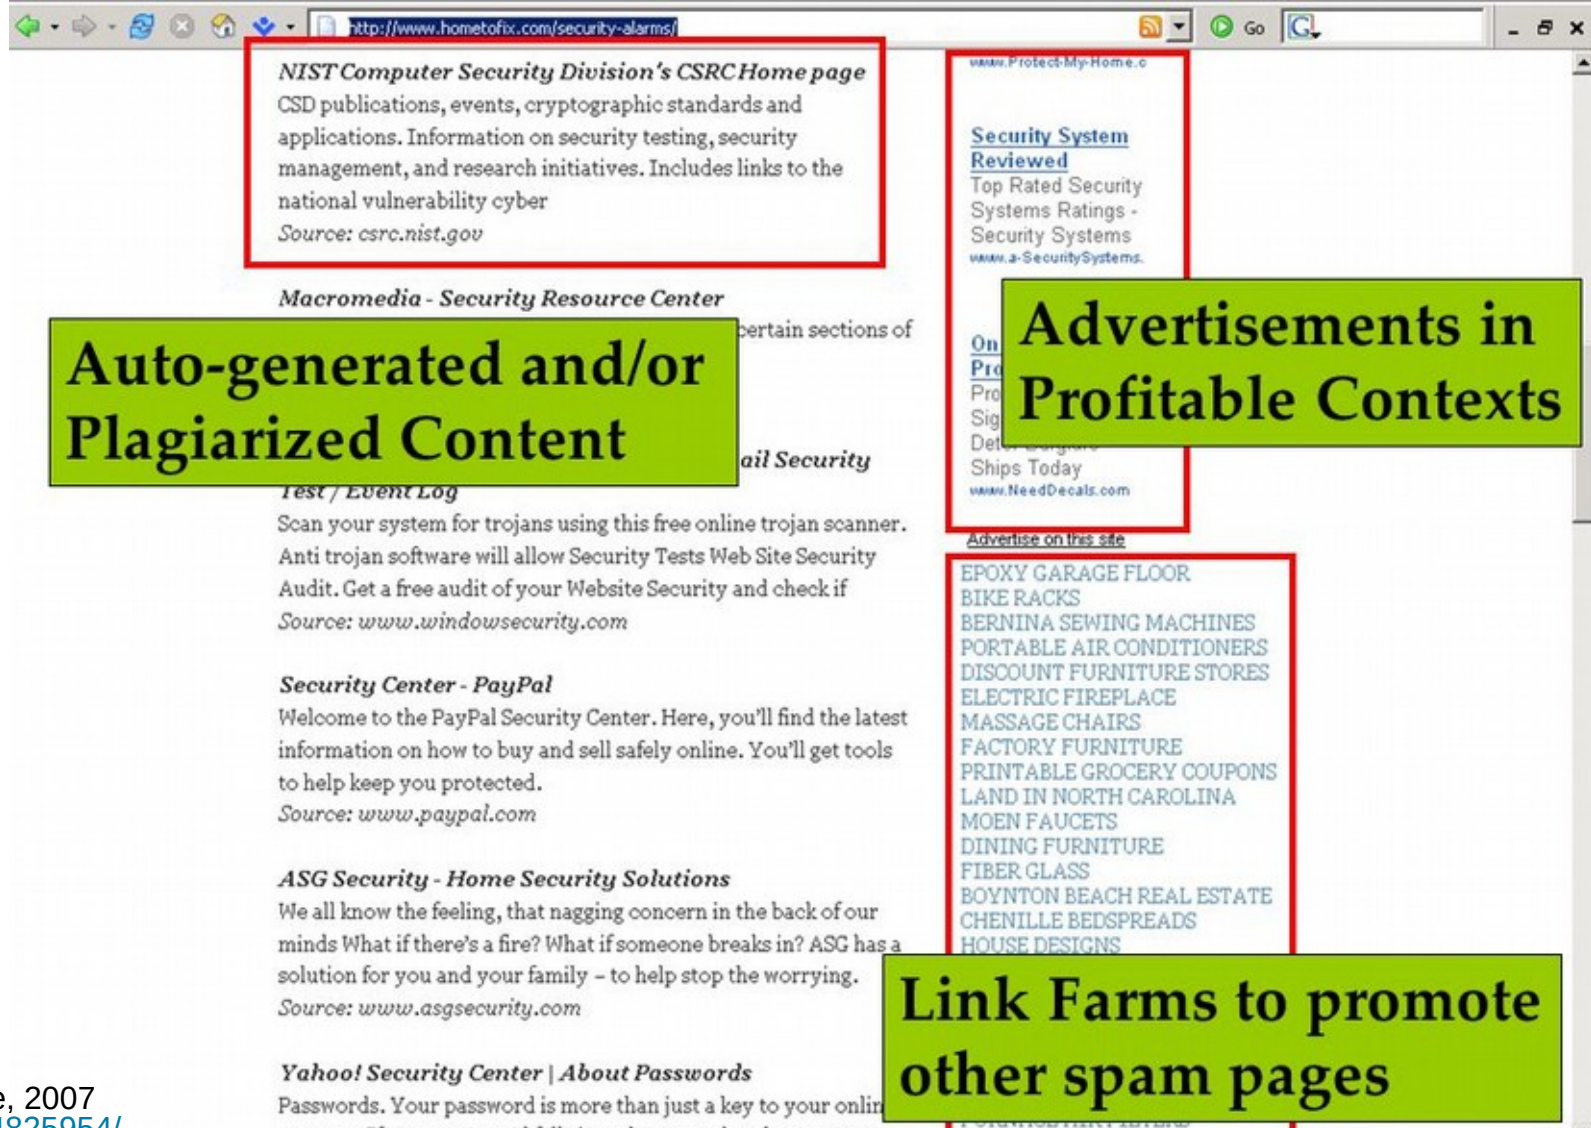 http://www.hometofix.com/security-alarms/
Go
NIST Computer Security Division's CSRC Home page
CSD publications, events, cryptographic standards and
applications. Information on security testing, security
management, and research initiatives. Includes links to the
national vulnerability cyber
Source: csrc.nist.gov
Macromedia - Security Resource Center
certain sections of
Auto-generated and/or
Plagiarized Content
ail Security
Test / Event Log
Scan your system for trojans using this free online trojan scanner.
Anti trojan software will allow Security Tests Web Site Security
Audit. Get a free audit of your Website Security and check if
Source: www.windowsecurity.com
Security Center - PayPal
Welcome to the PayPal Security Center. Here, you'll find the latest
information on how to buy and sell safely online. You'll get tools
to help keep you protected.
Source: www.paypal.com
ASG Security - Home Security Solutions
We all know the feeling, that nagging concern in the back of our
minds What if there's a fire? What if someone breaks in? ASG has a
solution for you and your family – to help stop the worrying.
Source: www.asgsecurity.com
Yahoo! Security Center | About Passwords
Passwords. Your password is more than just a key to your onlin
www.Protect-My-Home.c
Security System
Reviewed
Top Rated Security
Systems Ratings -
Security Systems
www.a-SecuritySystems.
Advertisements in
Profitable Contexts
On
Pro
Pro
Sig
Ships Today
www.NeedDecals.com
Advertise on this site
EPOXY GARAGE FLOOR
BIKE RACKS
BERNINA SEWING MACHINES
PORTABLE AIR CONDITIONERS
DISCOUNT FURNITURE STORES
ELECTRIC FIREPLACE
MASSAGE CHAIRS
FACTORY FURNITURE
PRINTABLE GROCERY COUPONS
LAND IN NORTH CAROLINA
MOEN FAUCETS
DINING FURNITURE
FIBER GLASS
BOYNTON BEACH REAL ESTATE
CHENILLE BEDSPREADS
HOUSE DESIGNS
Link Farms to promote
other spam pages
e, 2007
4825954/